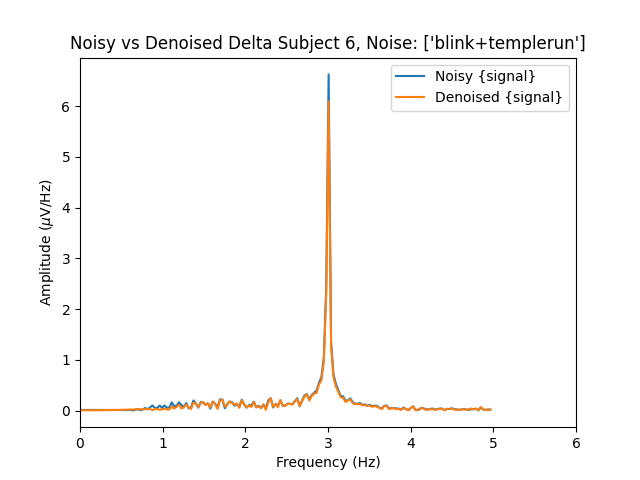 Noisy vs Denoised Delta Subject 6, Noise: ['blink+templerun']
Noisy {signal}
Denoised {signal}
Amplitude (μV/Hz)
6
5
4
3
2
1
0
0 1 2 3 4 5 6
Frequency (Hz)